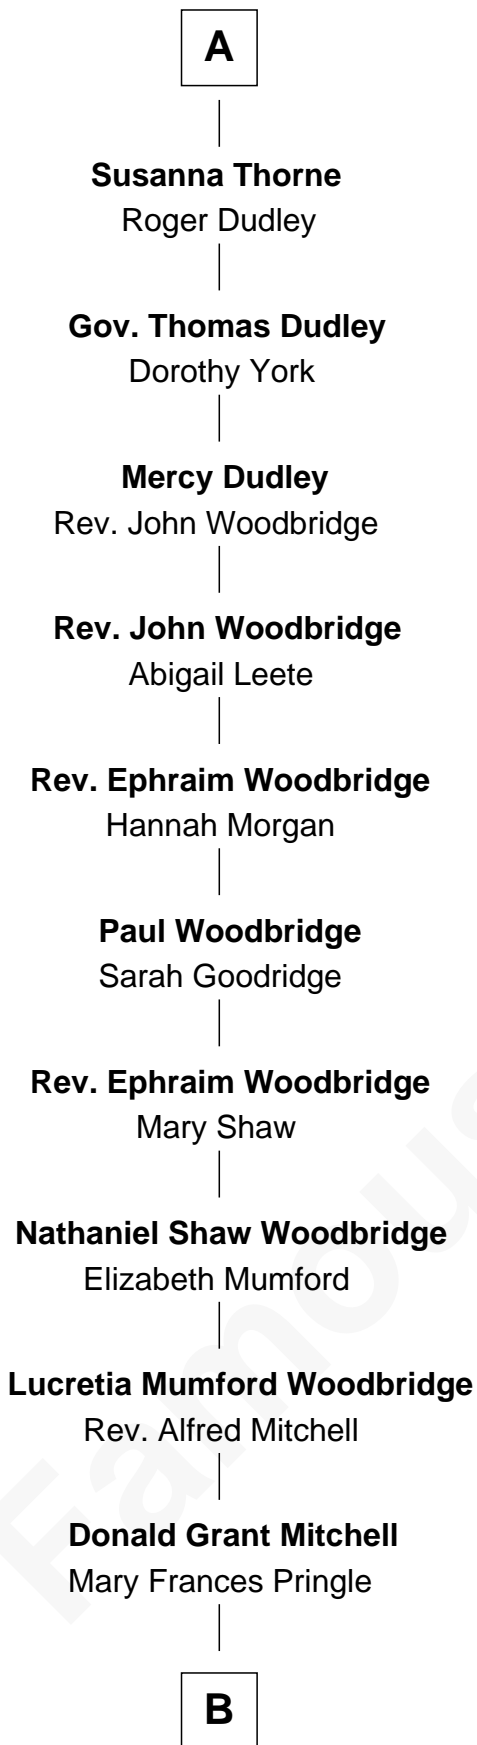 A
Susanna Thorne
Roger Dudley
Gov. Thomas Dudley
Dorothy York
Mercy Dudley
Rev. John Woodbridge
Rev. John Woodbridge
Abigail Leete
Rev. Ephraim Woodbridge
Hannah Morgan
Paul Woodbridge
Sarah Goodridge
Rev. Ephraim Woodbridge
Mary Shaw
Nathaniel Shaw Woodbridge
Elizabeth Mumford
Lucretia Mumford Woodbridge
Rev. Alfred Mitchell
Donald Grant Mitchell
Mary Frances Pringle
B
Famous